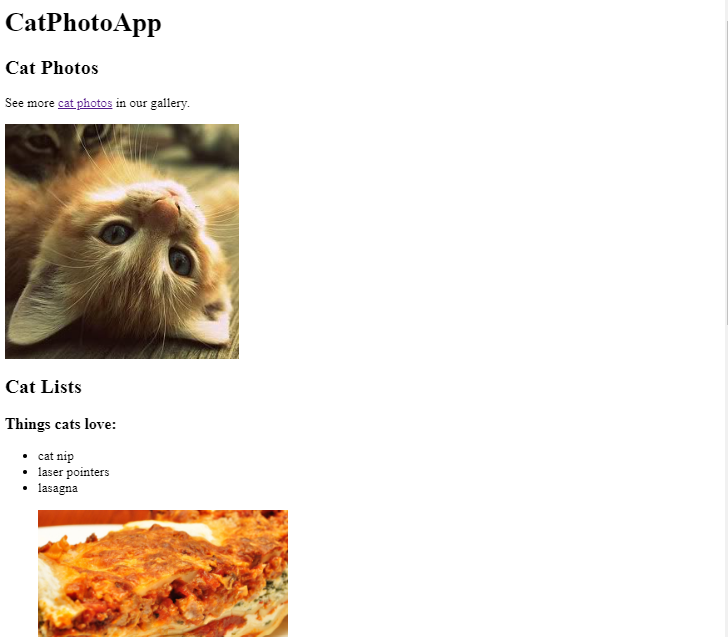 CatPhotoApp
Cat Photos
See more cat photos in our gallery.
Cat Lists
Things cats love:
cat nip
laser pointers
lasagna